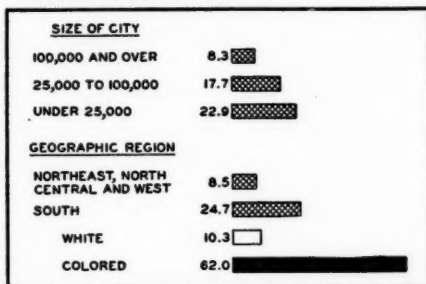 SIZE OF CITY
100,000 AND OVER 8.3
25,000 TO 100,000 17.7
UNDER 25,000 22.9
GEOGRAPHIC REGION
NORTHEAST, NORTH
CENTRAL AND WEST 8.5
SOUTH 24.7
WHITE 10.3
COLORED 62.0